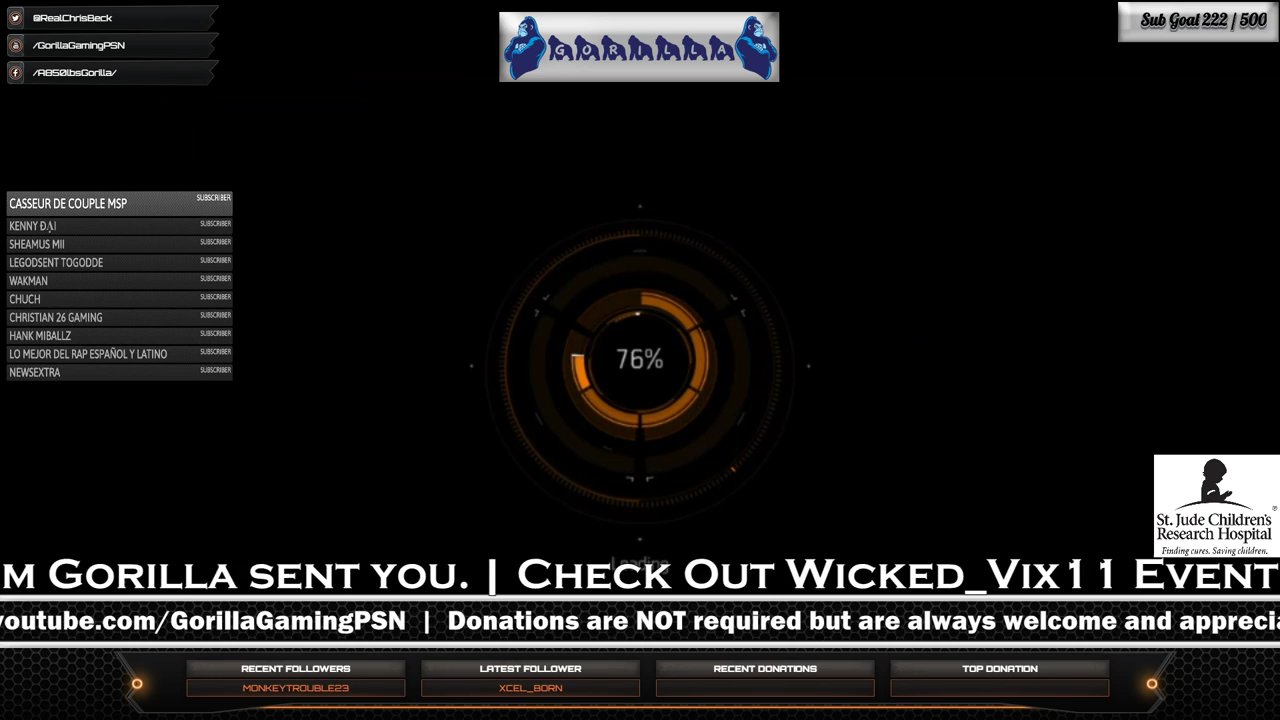 @RealChrisBeck
/GorillaGamingPSN
/A850lbsGorilla/
GORILLA
Sub Goal 222 / 500
CASSEUR DE COUPLE MSP SUBSCRIBER
KENNY ĐẠI SUBSCRIBER
SHEAMUS MII SUBSCRIBER
LEGODSENT TOGODDE SUBSCRIBER
WAKMAN SUBSCRIBER
CHUCH SUBSCRIBER
CHRISTIAN 26 GAMING SUBSCRIBER
HANK MIBALLZ SUBSCRIBER
LO MEJOR DEL RAP ESPAÑOL Y LATINO SUBSCRIBER
NEWSEXTRA SUBSCRIBER
76%
St. Jude Children's
Research Hospital
Finding cures. Saving children.
Loading
M GORILLA SENT YOU. | CHECK OUT WICKED_VIX11 EVENT
youtube.com/GorillaGamingPSN | Donations are NOT required but are always welcome and apprecia
RECENT FOLLOWERS LATEST FOLLOWER RECENT DONATIONS TOP DONATION
MONKEYTROUBLE23 XCEL_BORN